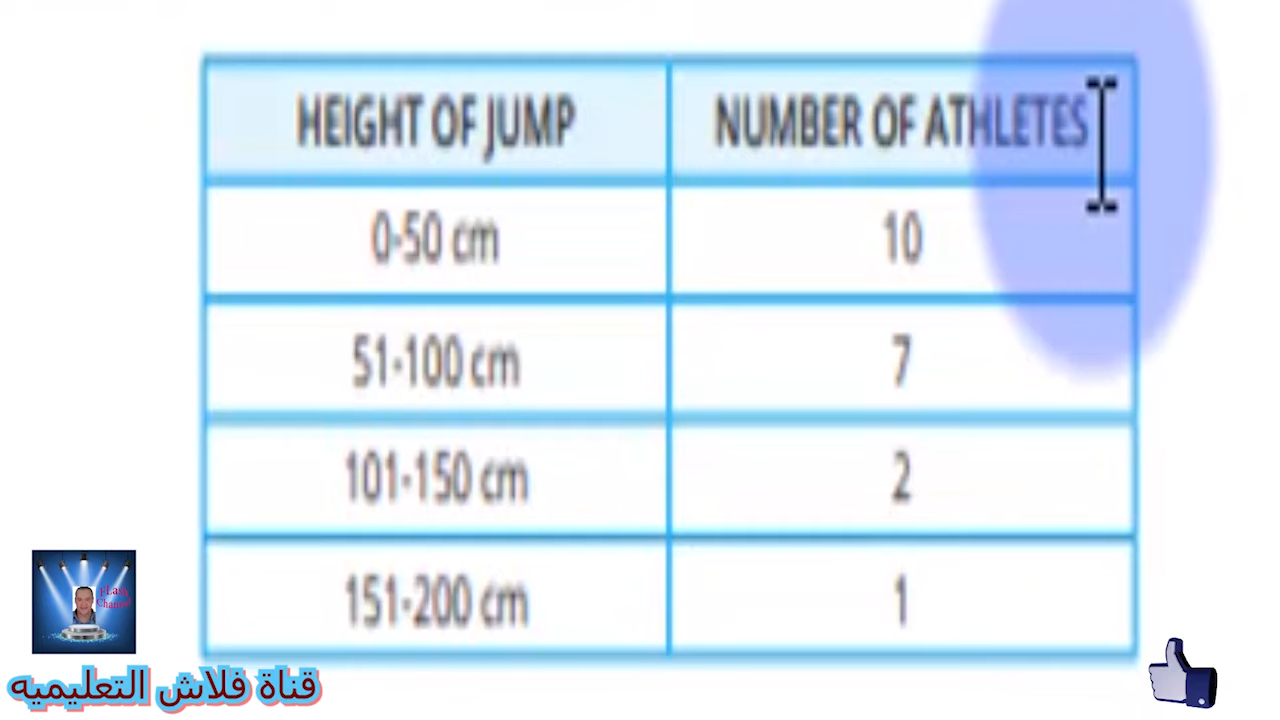 HEIGHT OF JUMP NUMBER OF ATHLETES
0-50 cm 10
51-100 cm 7
101-150 cm 2
151-200 cm 1
قناة فلاش التعليميه